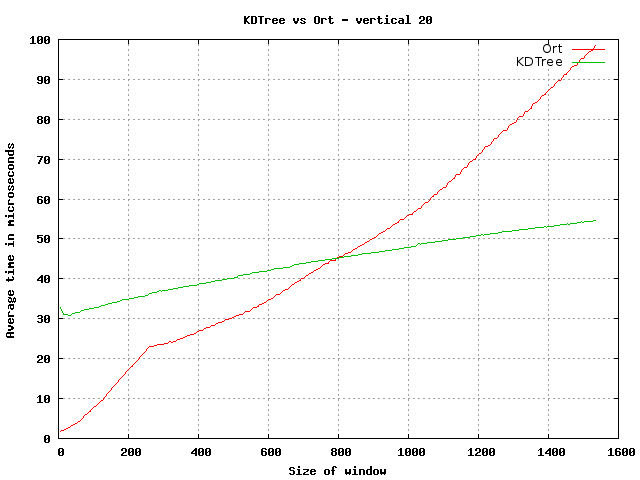 KDTree vs Ort - vertical 20
Ort
KDTree
Average time in microseconds
100
90
80
70
60
50
40
30
20
10
0
0 200 400 600 800 1000 1200 1400 1600
Size of window